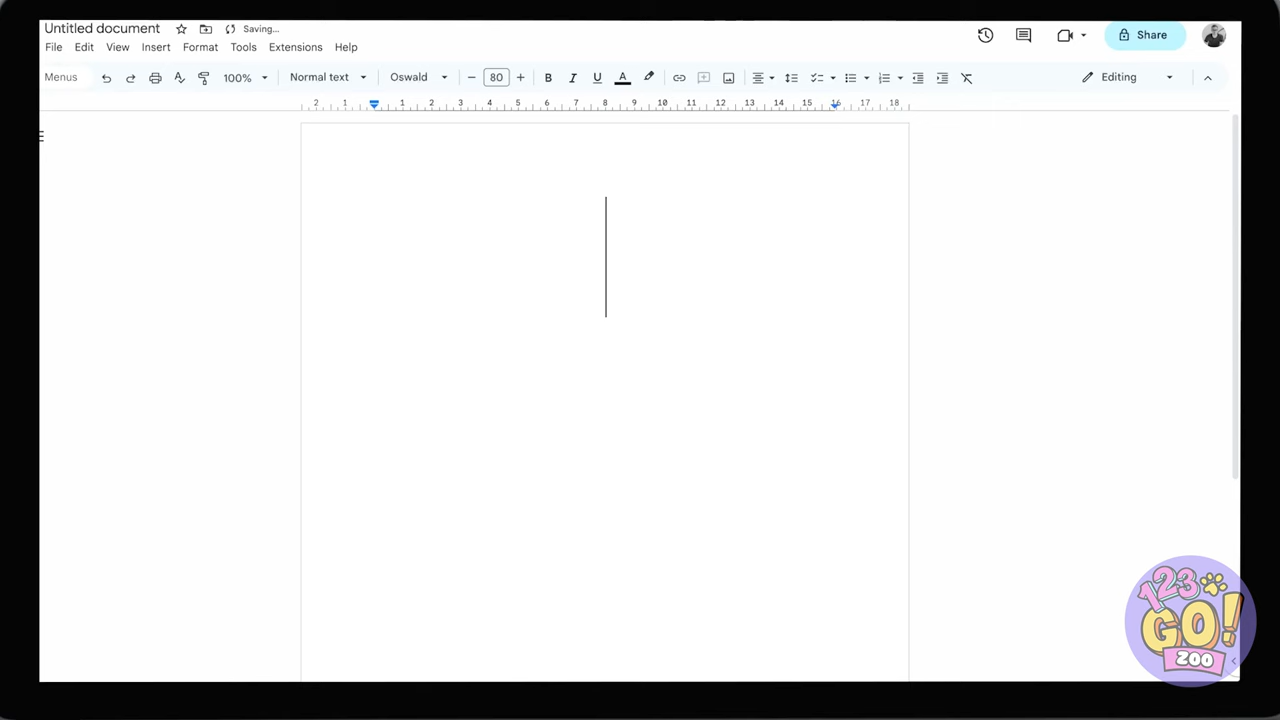 Untitled document Saving...
File Edit View Insert Format Tools Extensions Help Share
Menus 100% Normal text Oswald − 80 + B I U A Editing
2 1 1 2 3 4 5 6 7 8 9 10 11 12 13 14 15 16 17 18
123
GO!
ZOO